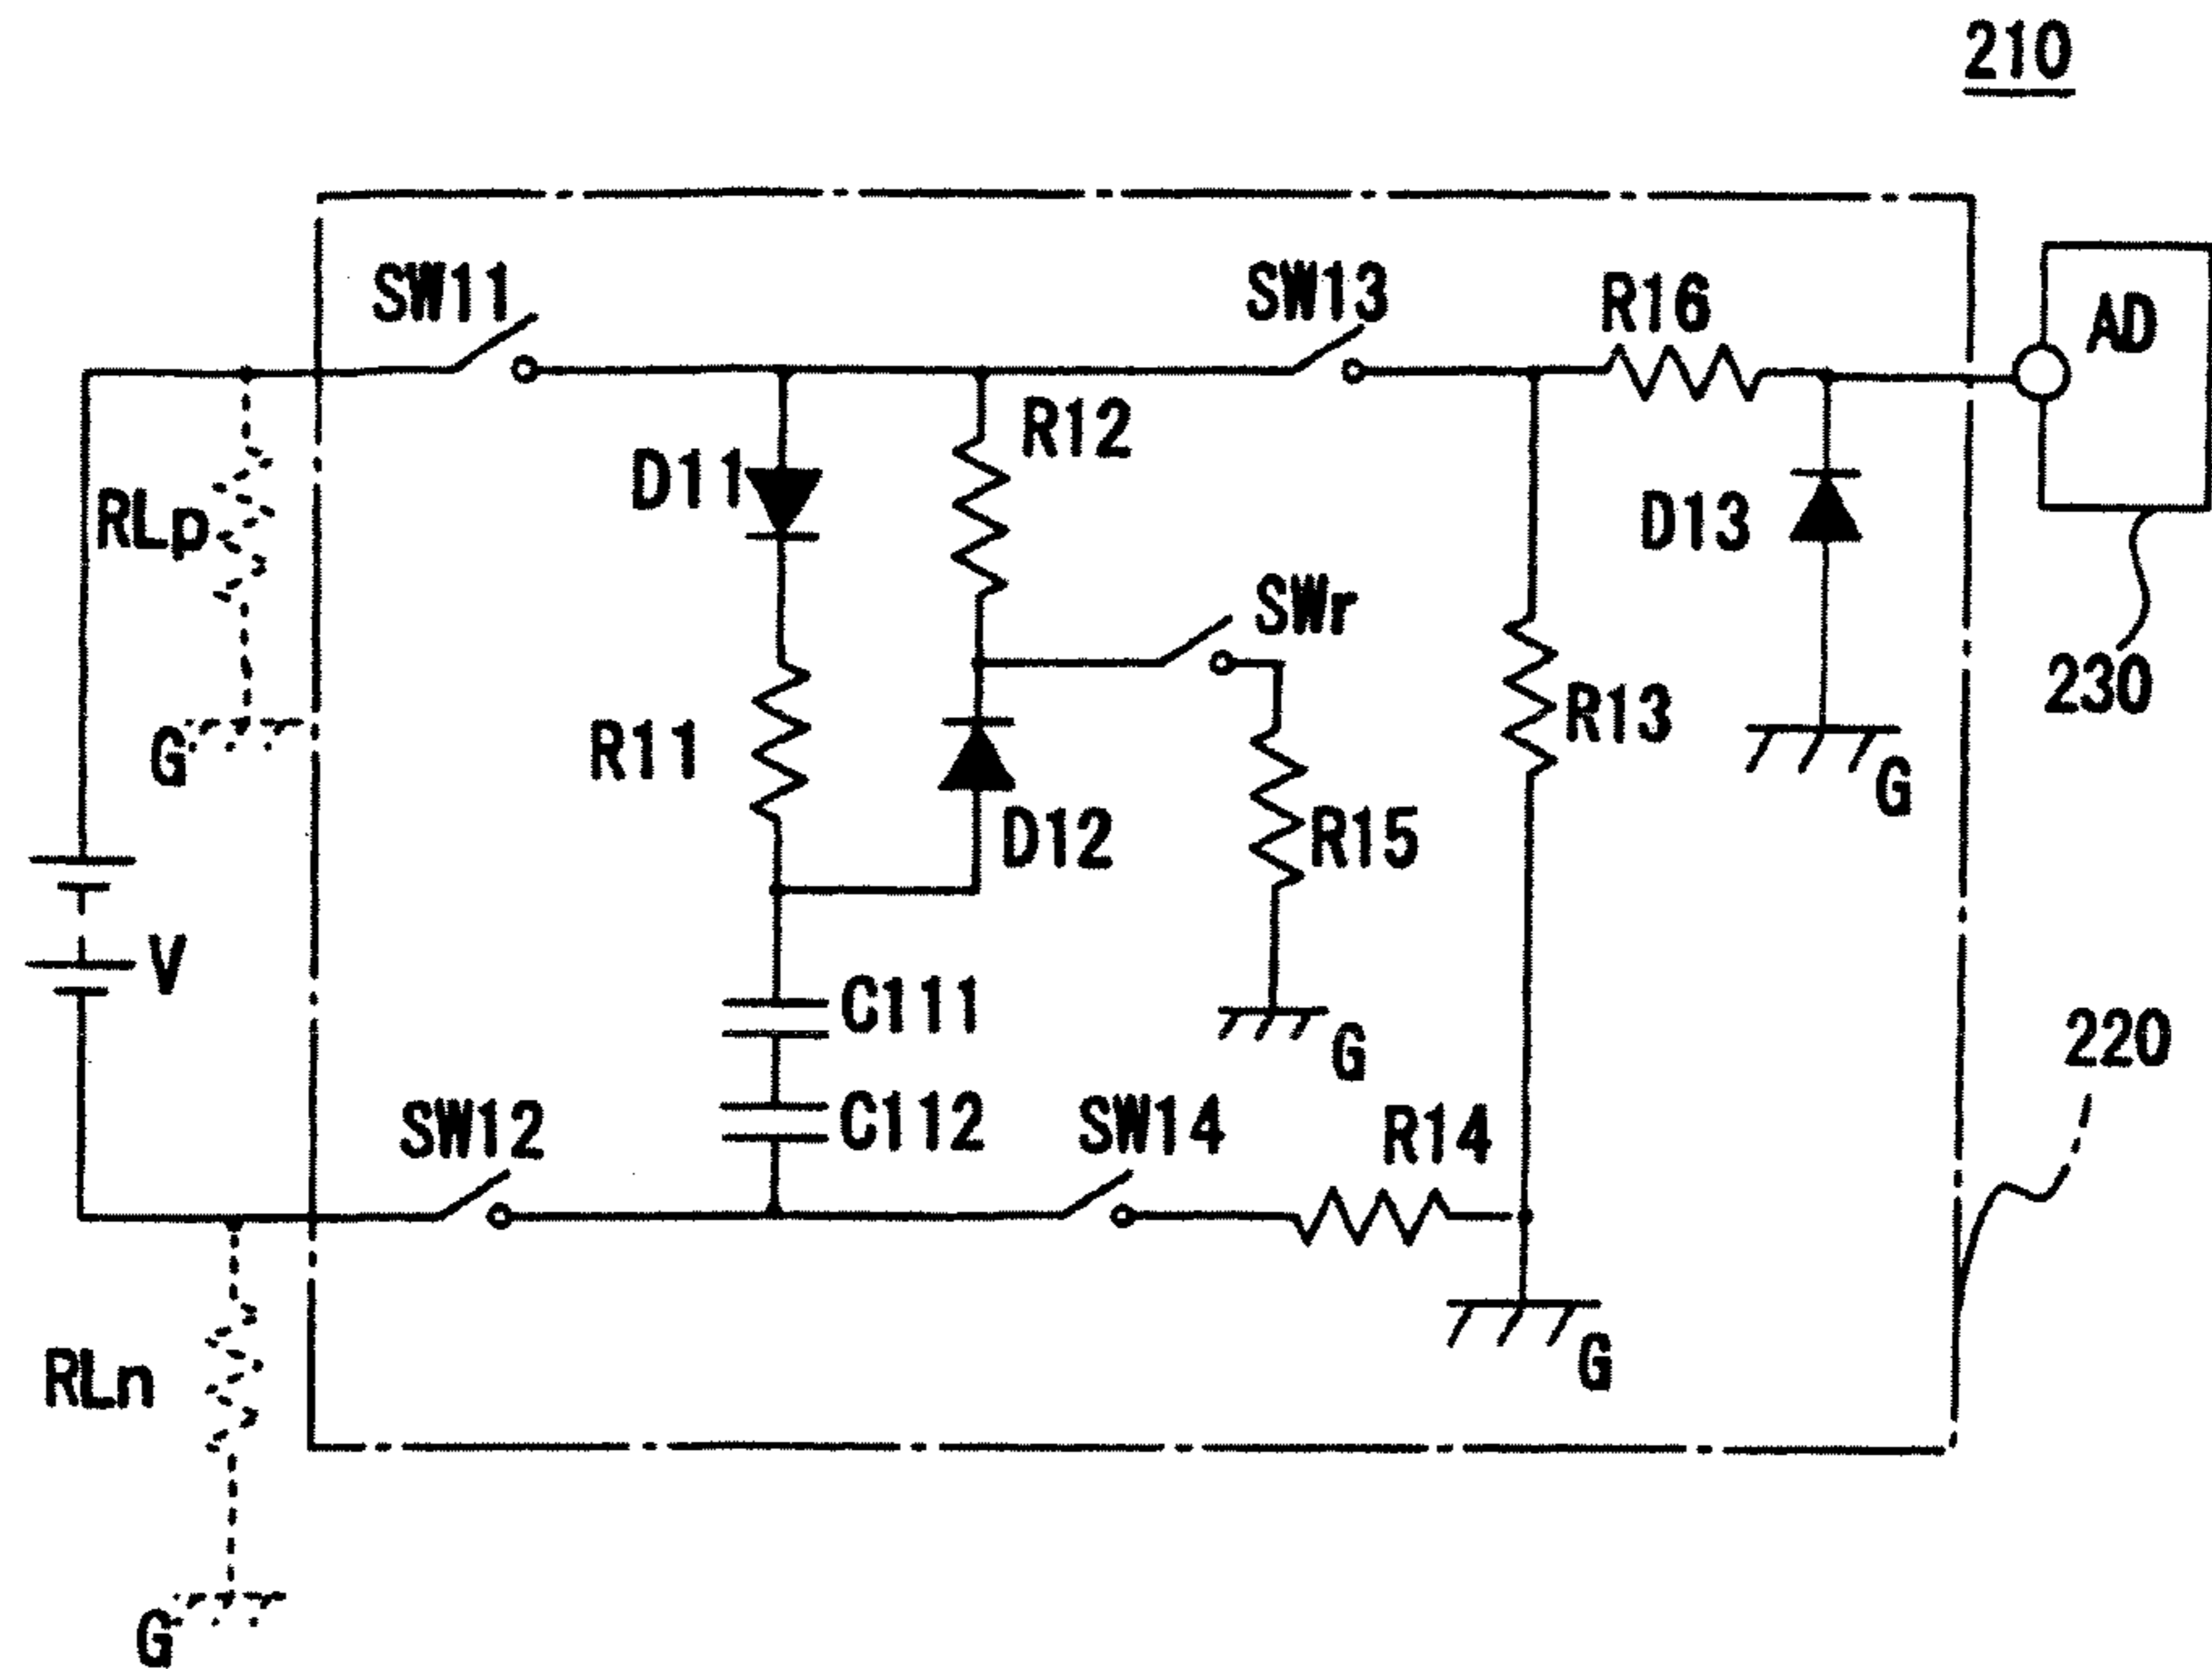 210
SW11
SW13
R16
AD
R12
RLp
D11
D13
SWr
230
R11
R13
G
G
D12
R15
V
C111
G
220
C112
SW12
SW14
R14
RLn
G
G